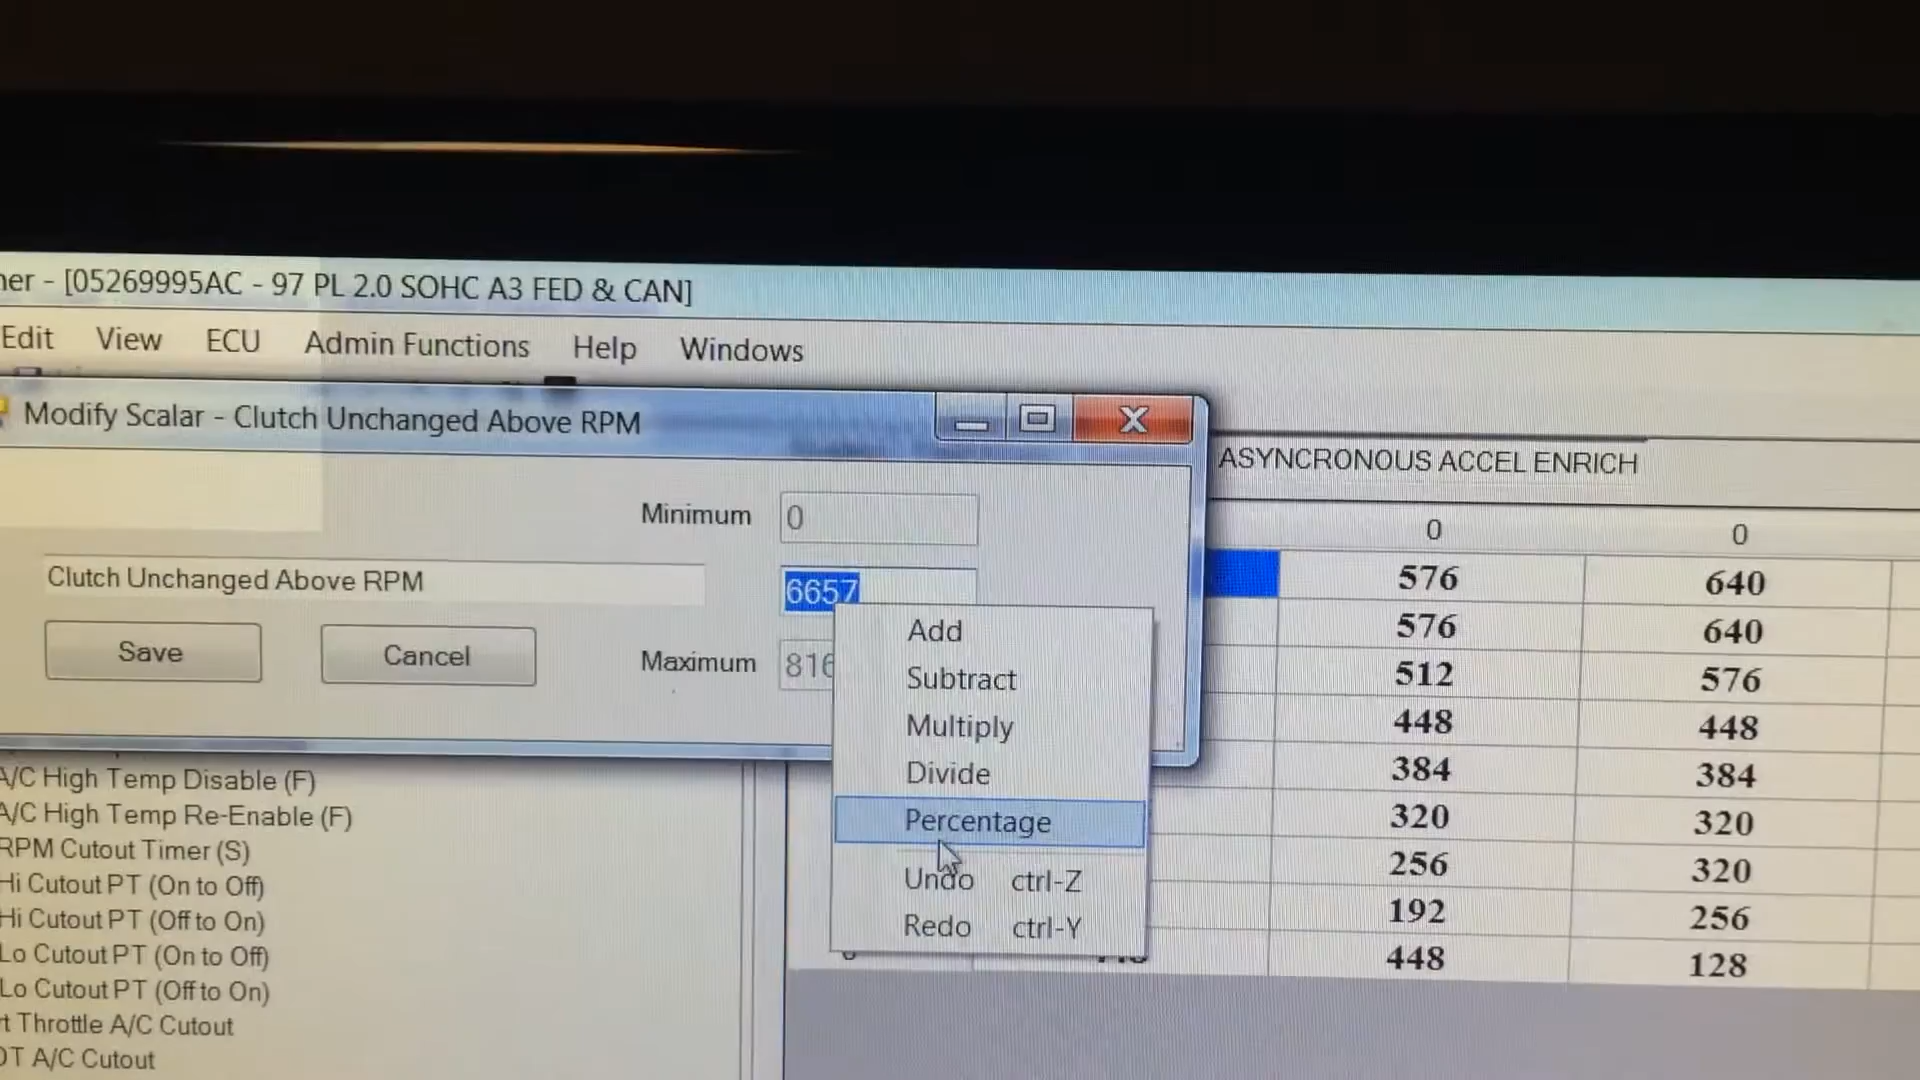 ner - [05269995AC - 97 PL 2.0 SOHC A3 FED & CAN]
Edit View ECU Admin Functions Help Windows
Modify Scalar - Clutch Unchanged Above RPM
Minimum 0
Clutch Unchanged Above RPM
6657
Save Cancel
Maximum 816
Add
Subtract
Multiply
Divide
Percentage
Undo ctrl-Z
Redo ctrl-Y
ASYNCRONOUS ACCEL ENRICH
0 0
576 640
576 640
512 576
448 448
384 384
320 320
256 320
192 256
448 128
A/C High Temp Disable (F)
A/C High Temp Re-Enable (F)
RPM Cutout Timer (S)
Hi Cutout PT (On to Off)
Hi Cutout PT (Off to On)
Lo Cutout PT (On to Off)
Lo Cutout PT (Off to On)
t Throttle A/C Cutout
OT A/C Cutout